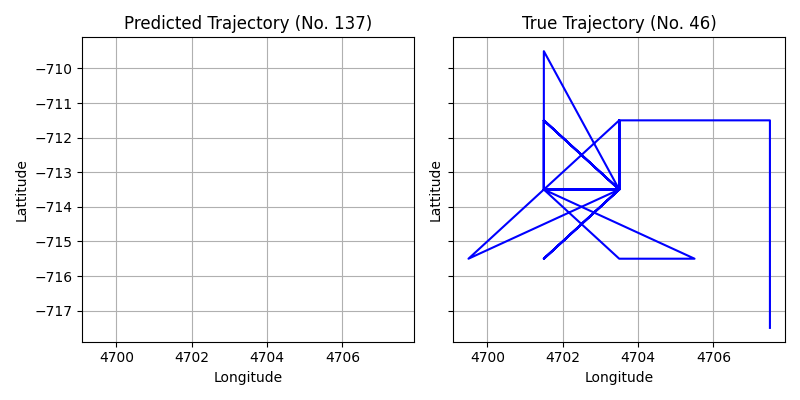 Predicted Trajectory (No. 137)
Lattitude
−710
−711
−712
−713
−714
−715
−716
−717
4700 4702 4704 4706
Longitude
True Trajectory (No. 46)
Lattitude
4700 4702 4704 4706
Longitude